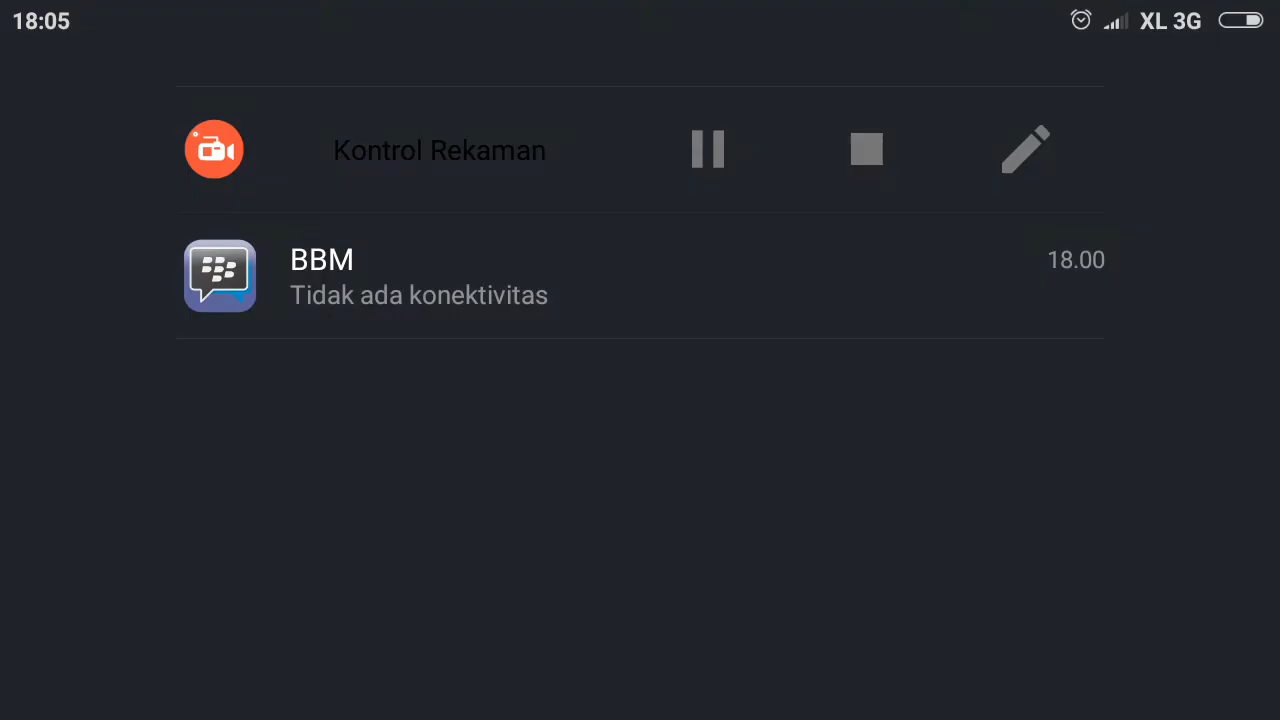 18:05 XL 3G
Kontrol Rekaman
BBM 18.00
Tidak ada konektivitas